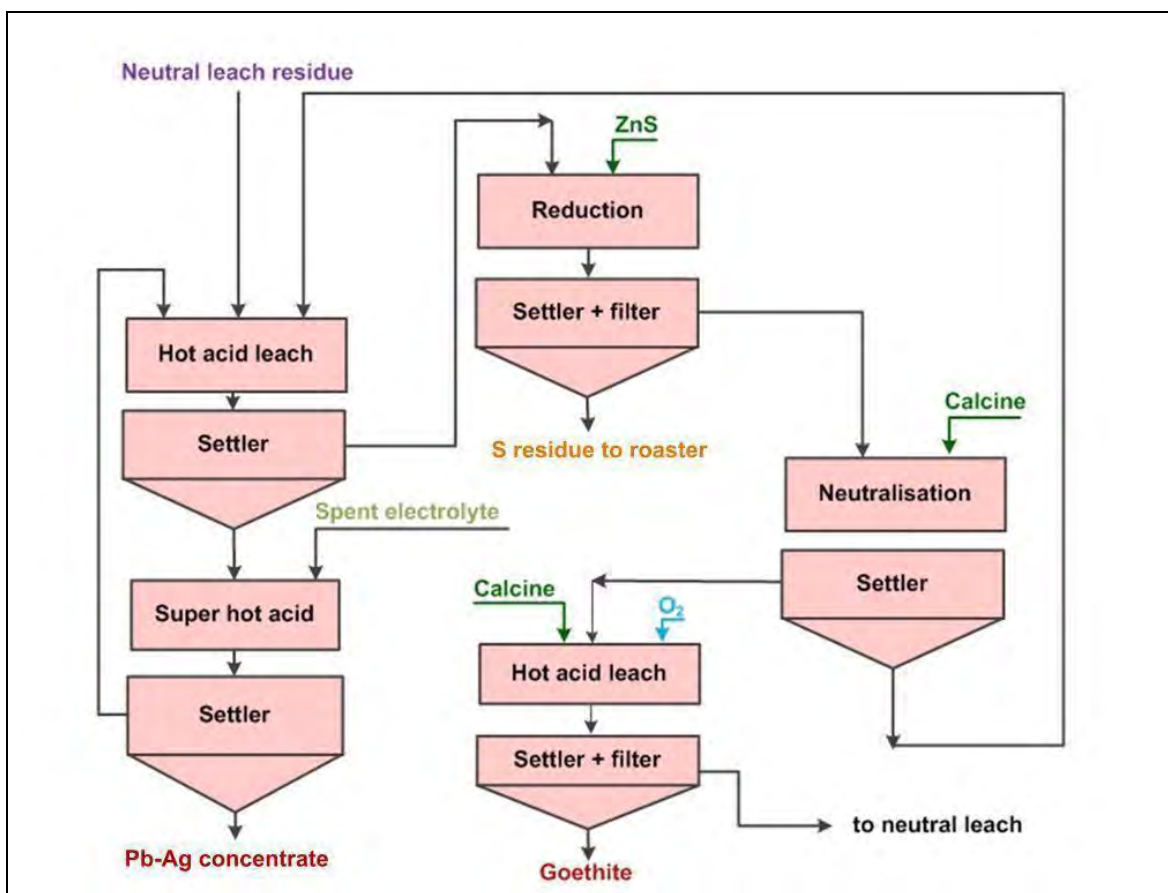 Neutral leach residue
ZnS
Reduction
Settler + filter
Hot acid leach
Calcine
Settler
S residue to roaster
Neutralisation
Spent electrolyte
Settler
Calcine
O₂
Super hot acid
Hot acid leach
Settler
Settler + filter
to neutral leach
Pb-Ag concentrate
Goethite